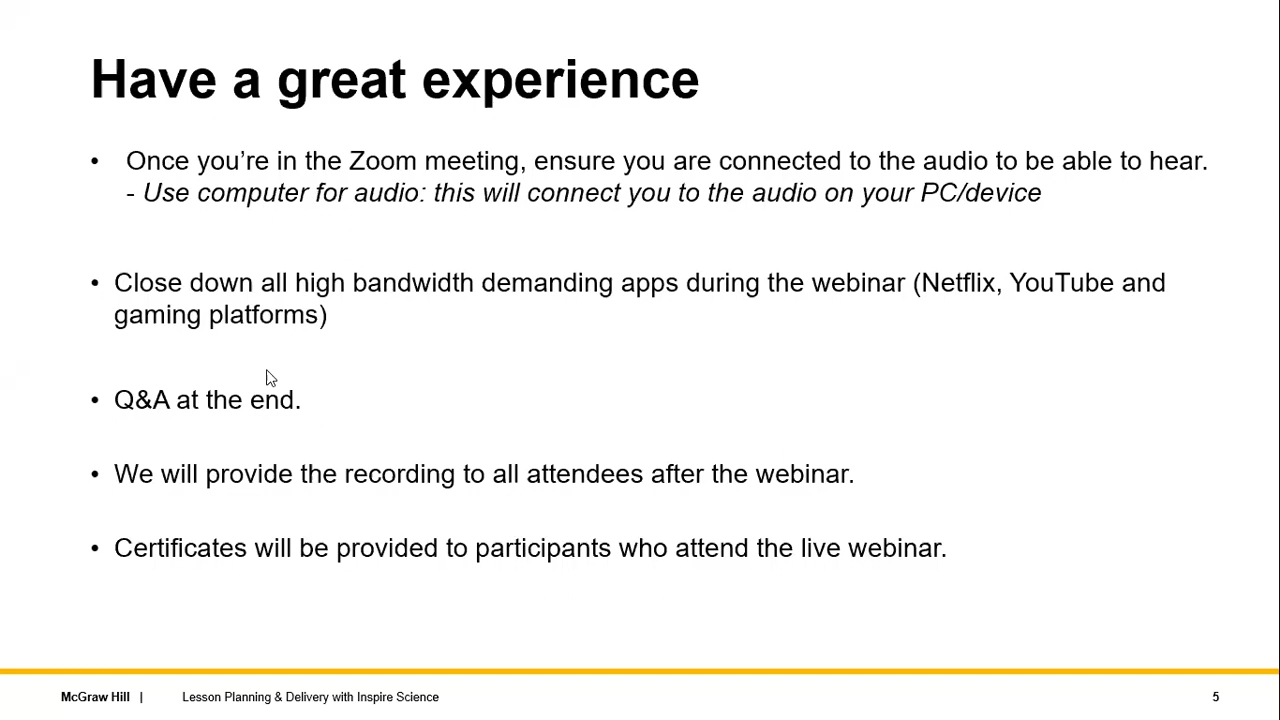 Have a great experience
• Once you’re in the Zoom meeting, ensure you are connected to the audio to be able to hear.
- Use computer for audio: this will connect you to the audio on your PC/device
• Close down all high bandwidth demanding apps during the webinar (Netflix, YouTube and
gaming platforms)
• Q&A at the end.
• We will provide the recording to all attendees after the webinar.
• Certificates will be provided to participants who attend the live webinar.
McGraw Hill | Lesson Planning & Delivery with Inspire Science 5